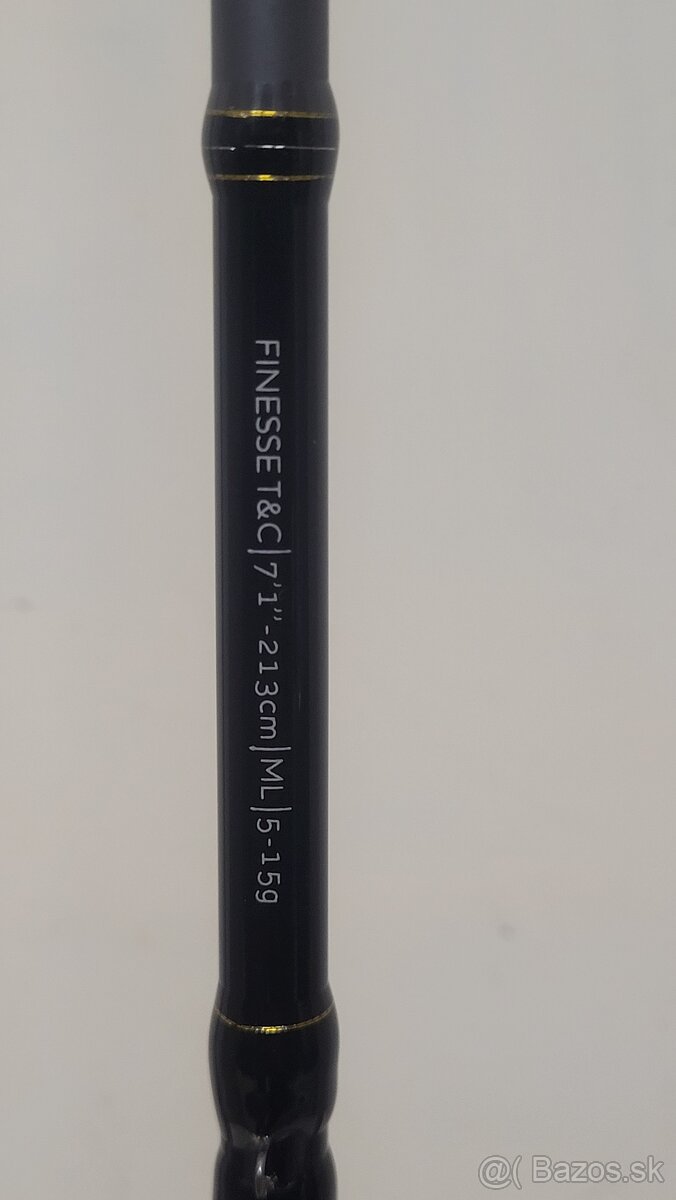 FINESSE T&C|7'1"-213cm|ML|5-15g
@( Bazos.sk